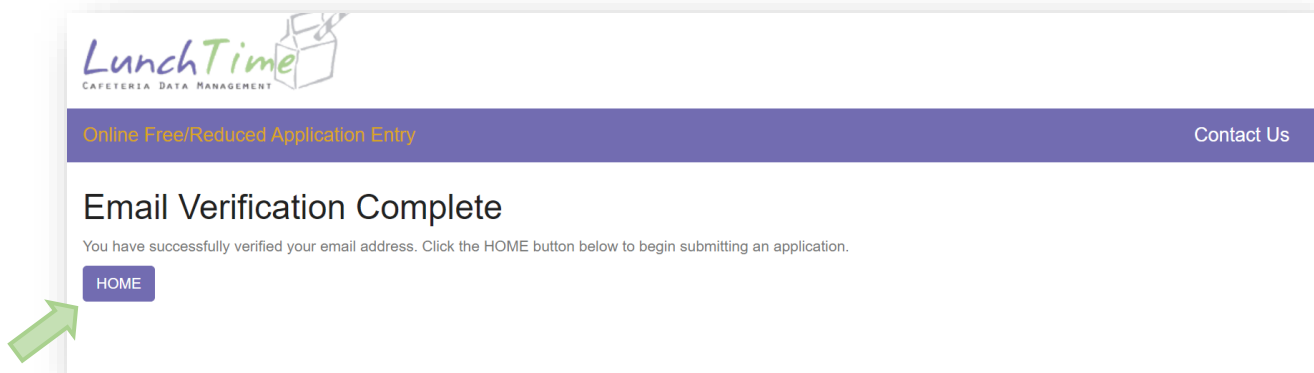 LunchTime
CAFETERIA DATA MANAGEMENT
Online Free/Reduced Application Entry
Contact Us
Email Verification Complete
You have successfully verified your email address. Click the HOME button below to begin submitting an application.
HOME